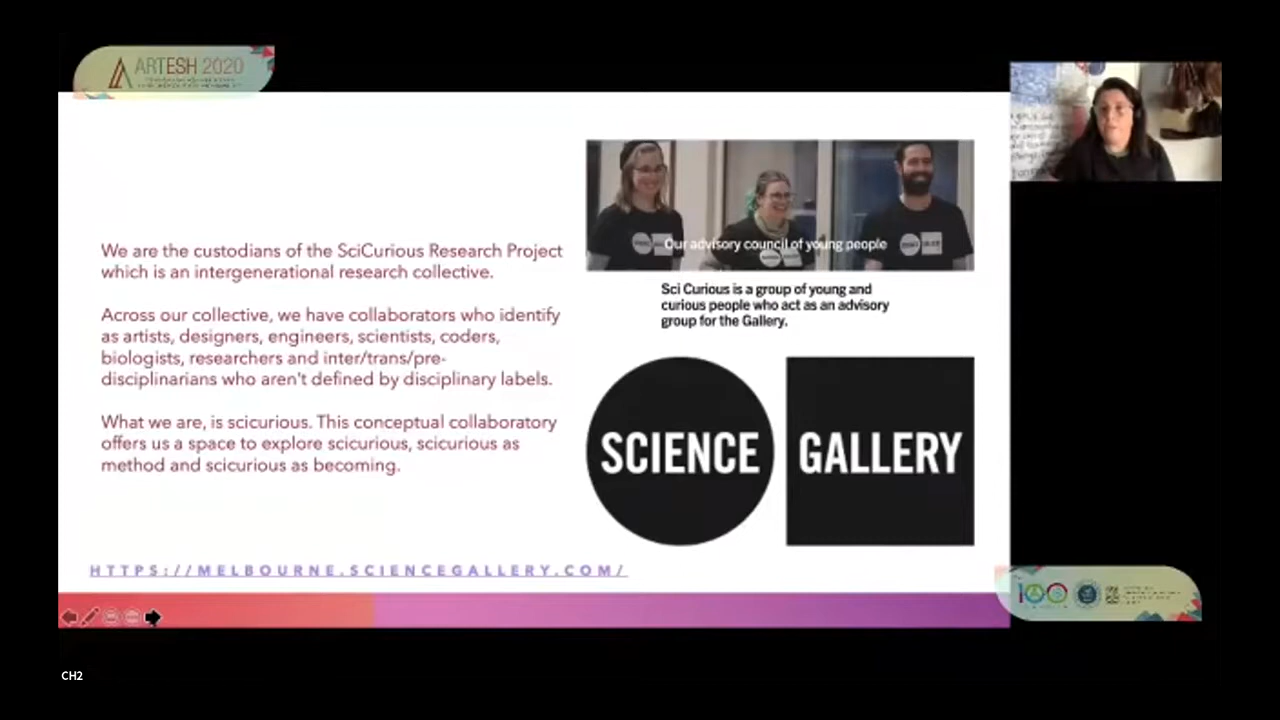 ARTESH 2020
We are the custodians of the SciCurious Research Project
which is an intergenerational research collective.
Across our collective, we have collaborators who identify
as artists, designers, engineers, scientists, coders,
biologists, researchers and inter/trans/pre-
disciplinarians who aren't defined by disciplinary labels.
What we are, is scicurious. This conceptual collaboratory
offers us a space to explore scicurious, scicurious as
method and scicurious as becoming.
HTTPS://MELBOURNE.SCIENCEGALLERY.COM/
Our advisory council of young people
Sci Curious is a group of young and
curious people who act as an advisory
group for the Gallery.
SCIENCE GALLERY
100
CH2